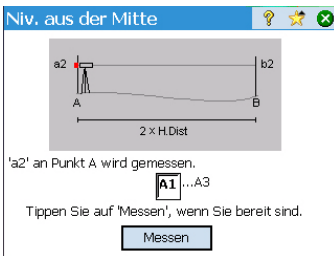 Niv. aus der Mitte
a2 b2
A B
2 × H.Dist
'a2' an Punkt A wird gemessen.
A1 ...A3
Tippen Sie auf 'Messen', wenn Sie bereit sind.
Messen